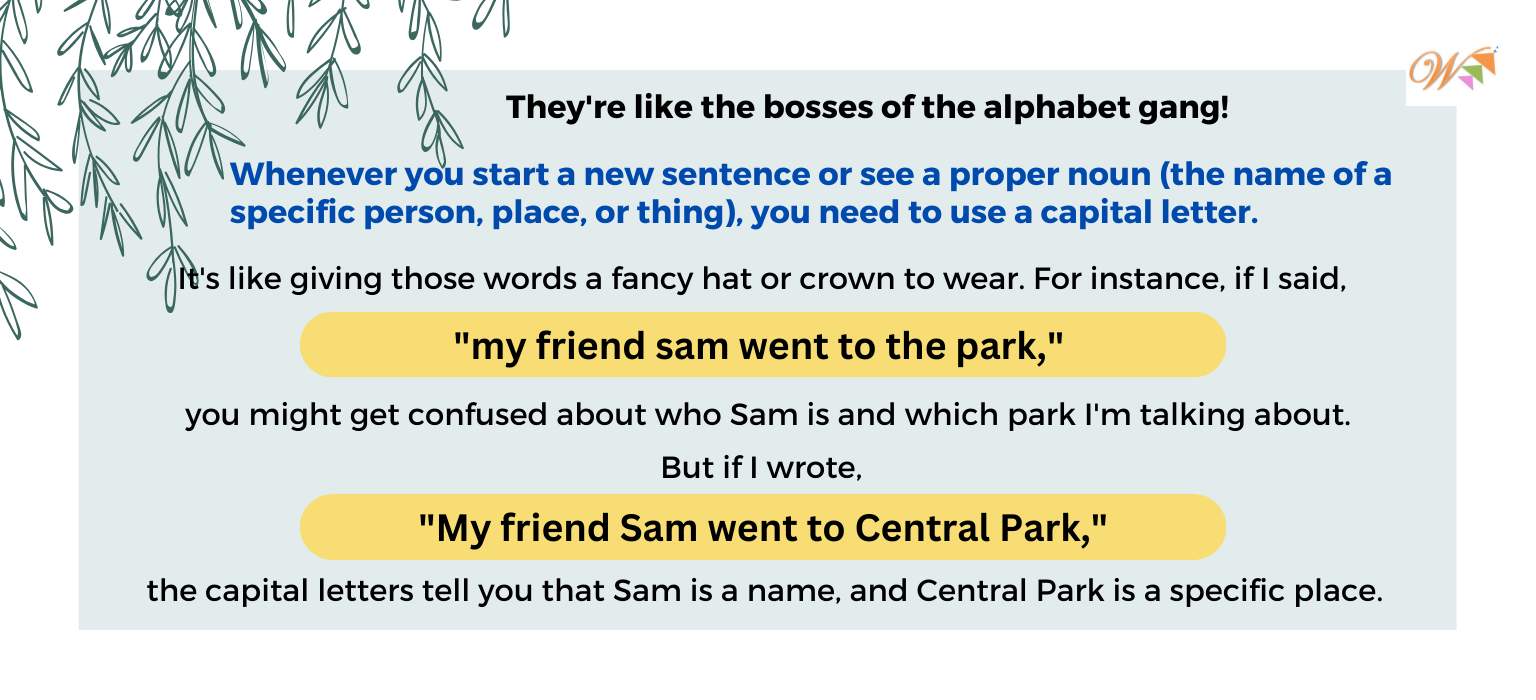 They're like the bosses of the alphabet gang!
Whenever you start a new sentence or see a proper noun (the name of a
specific person, place, or thing), you need to use a capital letter.
It's like giving those words a fancy hat or crown to wear. For instance, if I said,
"my friend sam went to the park,"
you might get confused about who Sam is and which park I'm talking about.
But if I wrote,
"My friend Sam went to Central Park,"
the capital letters tell you that Sam is a name, and Central Park is a specific place.
W